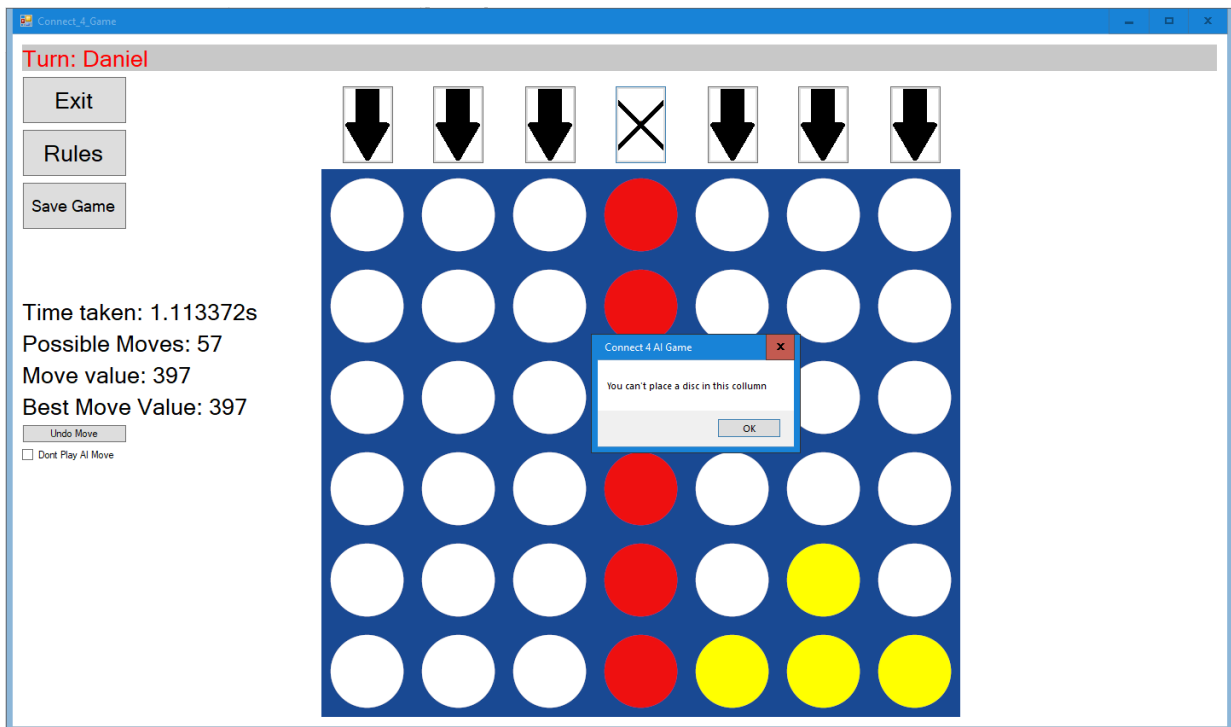 Connect_4_Game
Turn: Daniel
Exit
Rules
Save Game
Time taken: 1.113372s
Possible Moves: 57
Move value: 397
Best Move Value: 397
Undo Move
Dont Play AI Move
Connect 4 AI Game
x
You can't place a disc in this collumn
OK